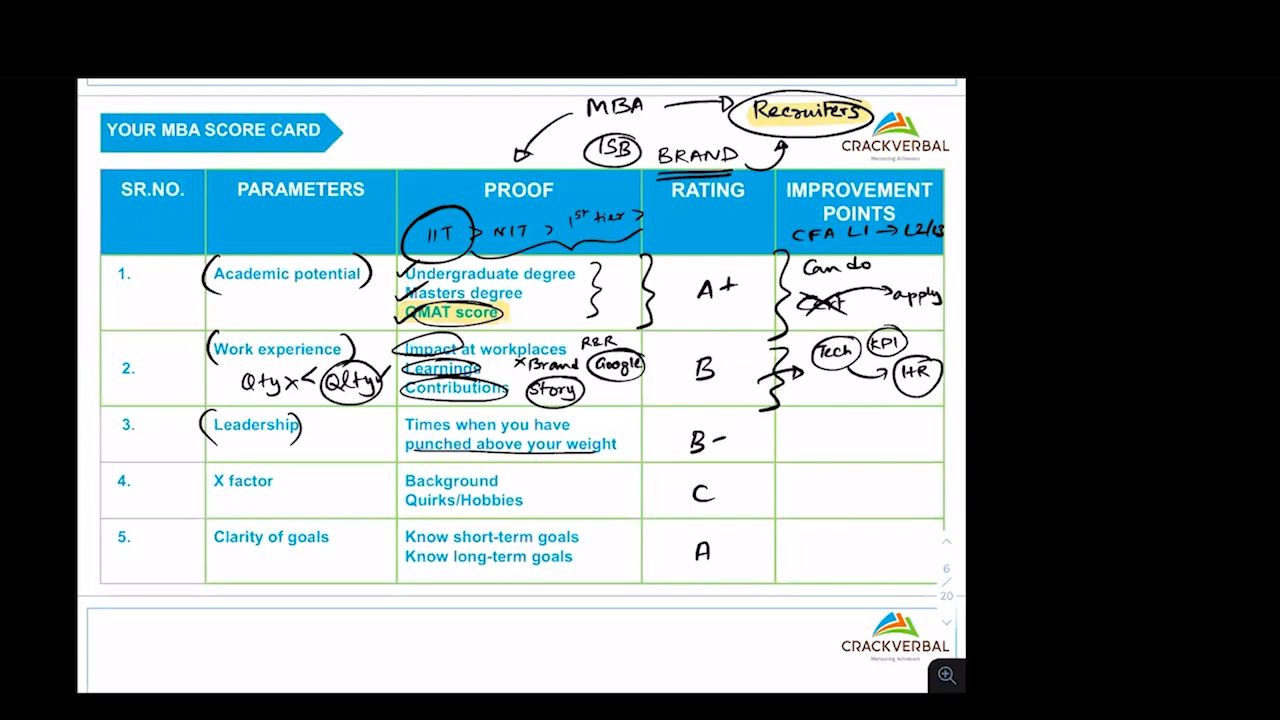 MBA
Recruiters
YOUR MBA SCORE CARD
ISB
BRAND
CRACKVERBAL
Mentoring Achievers
SR.NO. PARAMETERS PROOF RATING IMPROVEMENT POINTS
IIT > NIT > 1st tier >
CFA L1 → L2/L3
1. Academic potential
Undergraduate degree
Masters degree
GMAT score
A+
Can do
apply
2. Work experience
Qty x < Qlty ✓
Impact at workplaces
Learnings
Contributions
R&R
x Brand Google
Story
B
Tech KPI
HR
3. Leadership
Times when you have
punched above your weight
B-
4. X factor
Background
Quirks/Hobbies
C
5. Clarity of goals
Know short-term goals
Know long-term goals
A
6
/
20
CRACKVERBAL
Mentoring Achievers